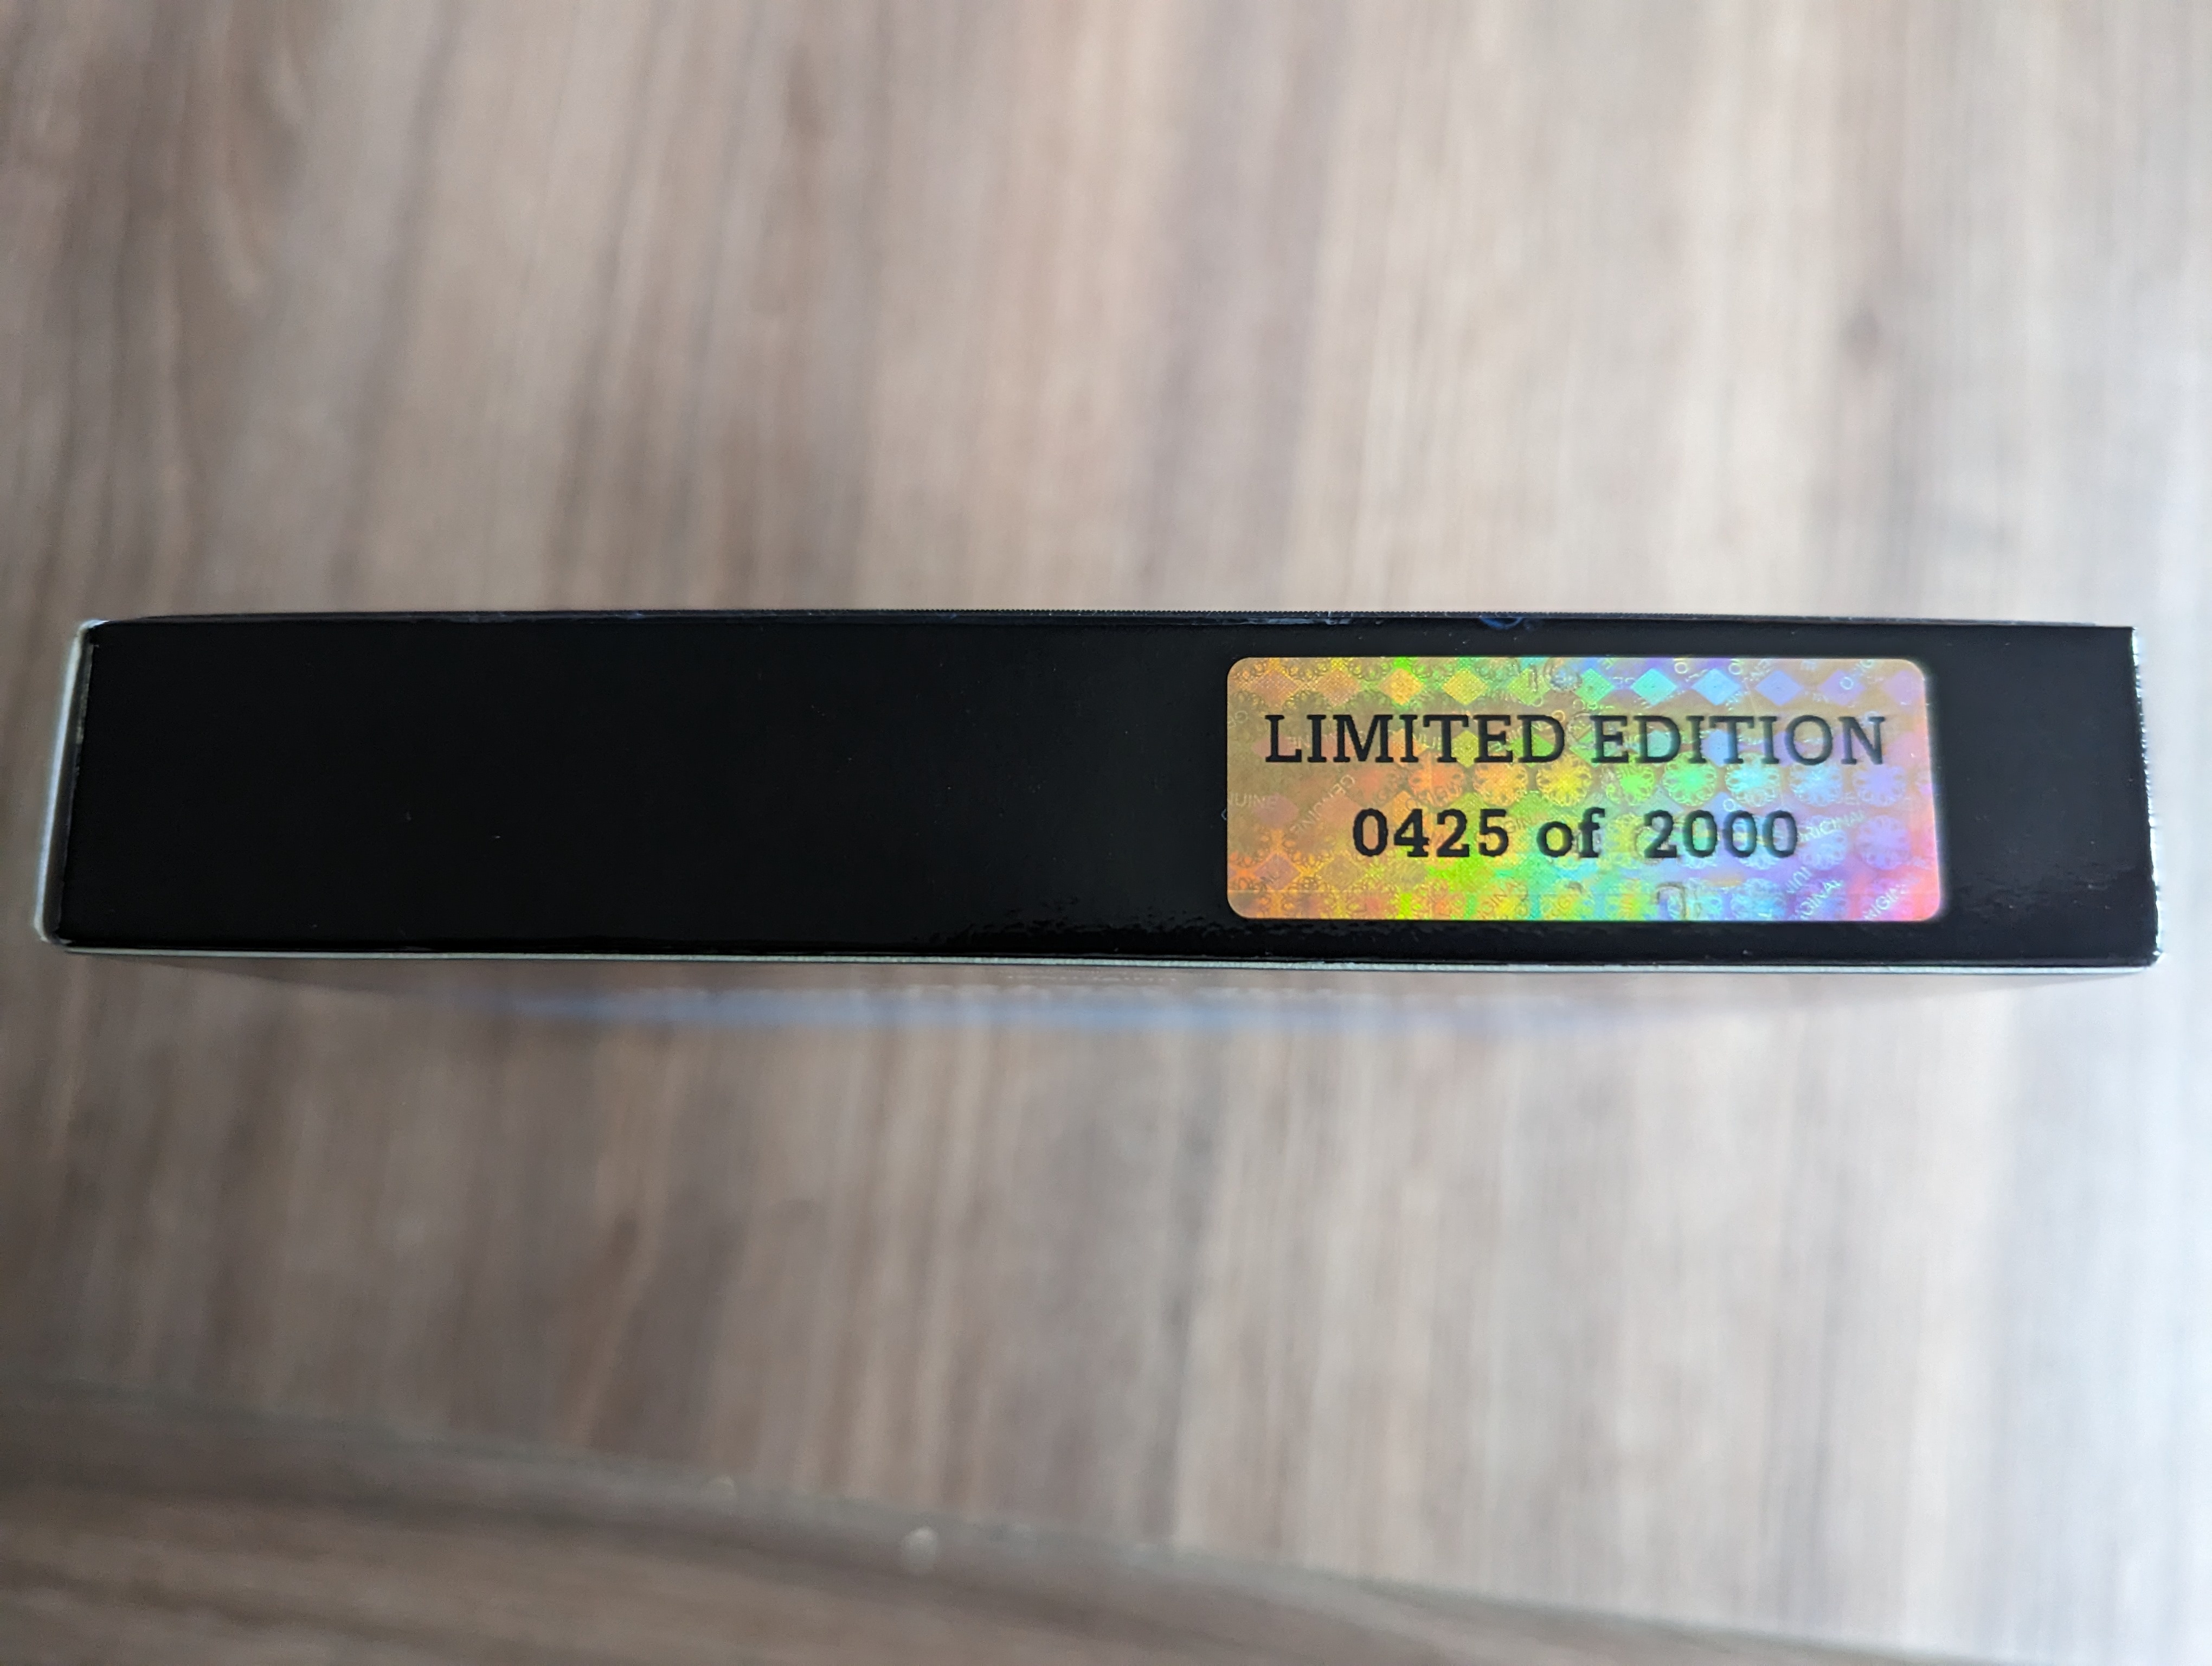 LIMITED EDITION
0425 of 2000